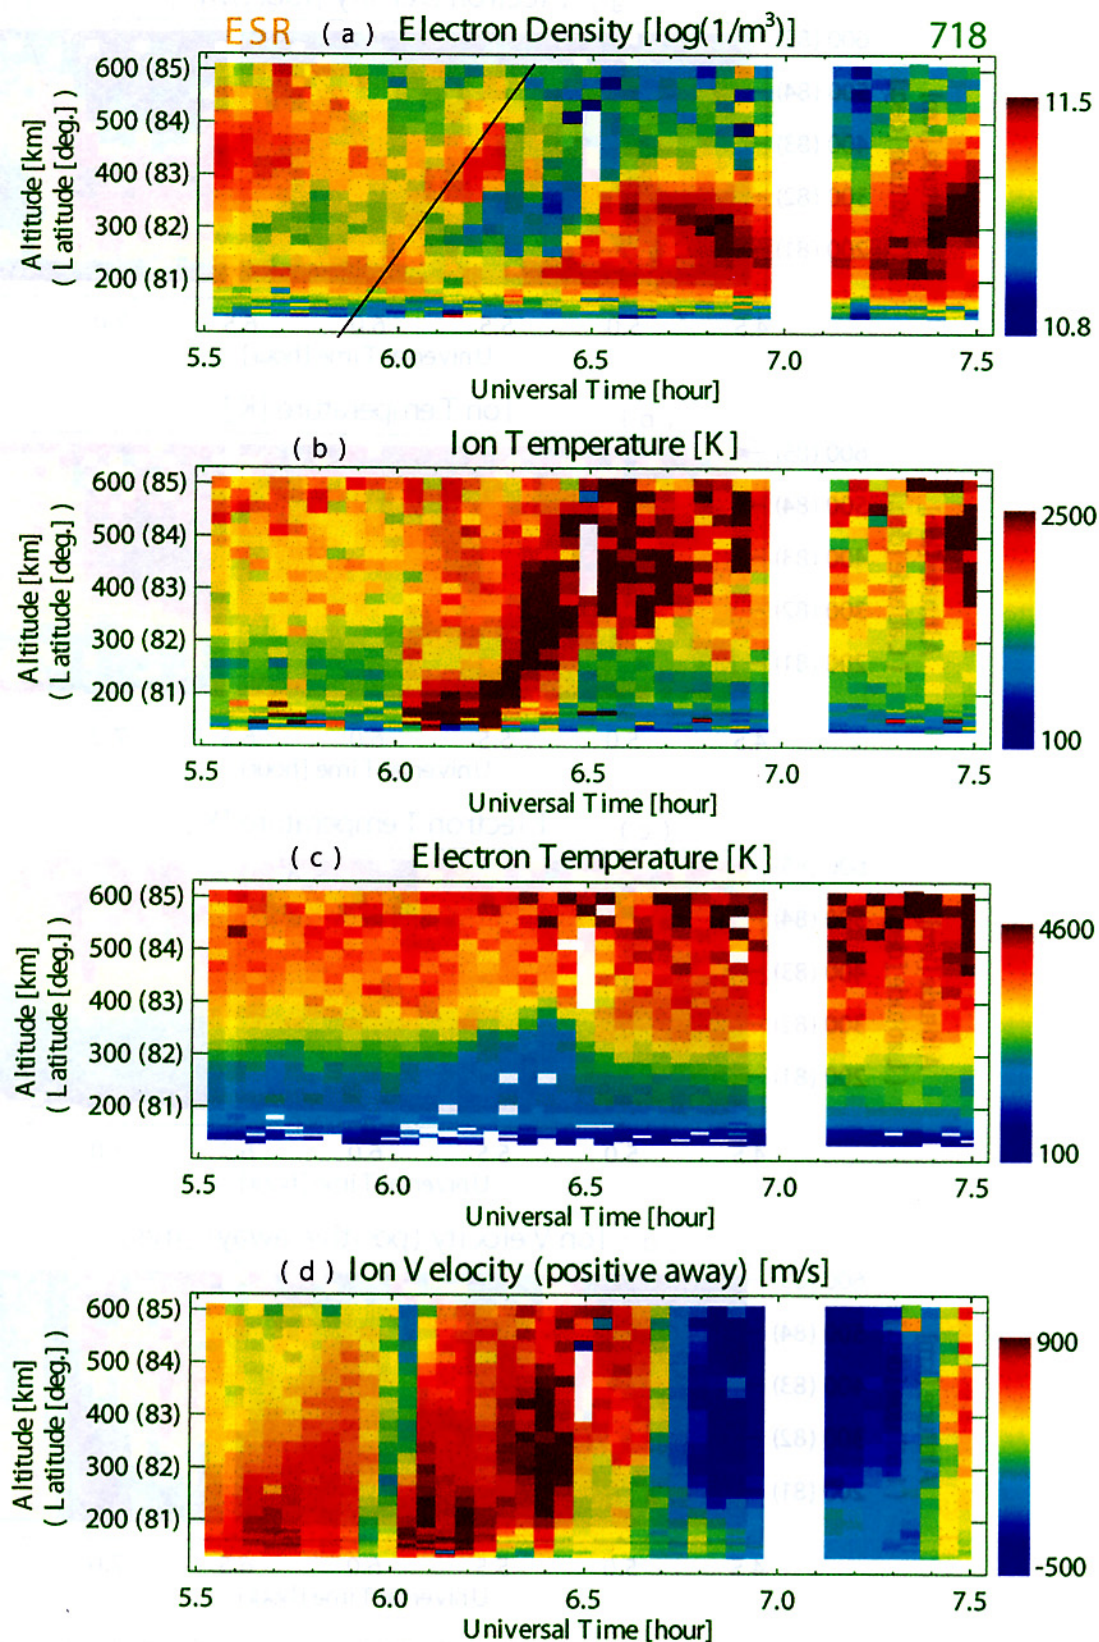 ESR (a) Electron Density [log(1/m³)] 718
600 (85)
500 (84)
400 (83)
300 (82)
200 (81)
Altitude [km]
( Latitude [deg.] )
11.5
10.8
5.5 6.0 6.5 7.0 7.5
Universal Time [hour]
(b) Ion Temperature [K]
600 (85)
500 (84)
400 (83)
300 (82)
200 (81)
Altitude [km]
( Latitude [deg.] )
2500
100
5.5 6.0 6.5 7.0 7.5
Universal Time [hour]
(c) Electron Temperature [K]
600 (85)
500 (84)
400 (83)
300 (82)
200 (81)
Altitude [km]
( Latitude [deg.] )
4600
100
5.5 6.0 6.5 7.0 7.5
Universal Time [hour]
(d) Ion Velocity (positive away) [m/s]
600 (85)
500 (84)
400 (83)
300 (82)
200 (81)
Altitude [km]
( Latitude [deg.] )
900
-500
5.5 6.0 6.5 7.0 7.5
Universal Time [hour]